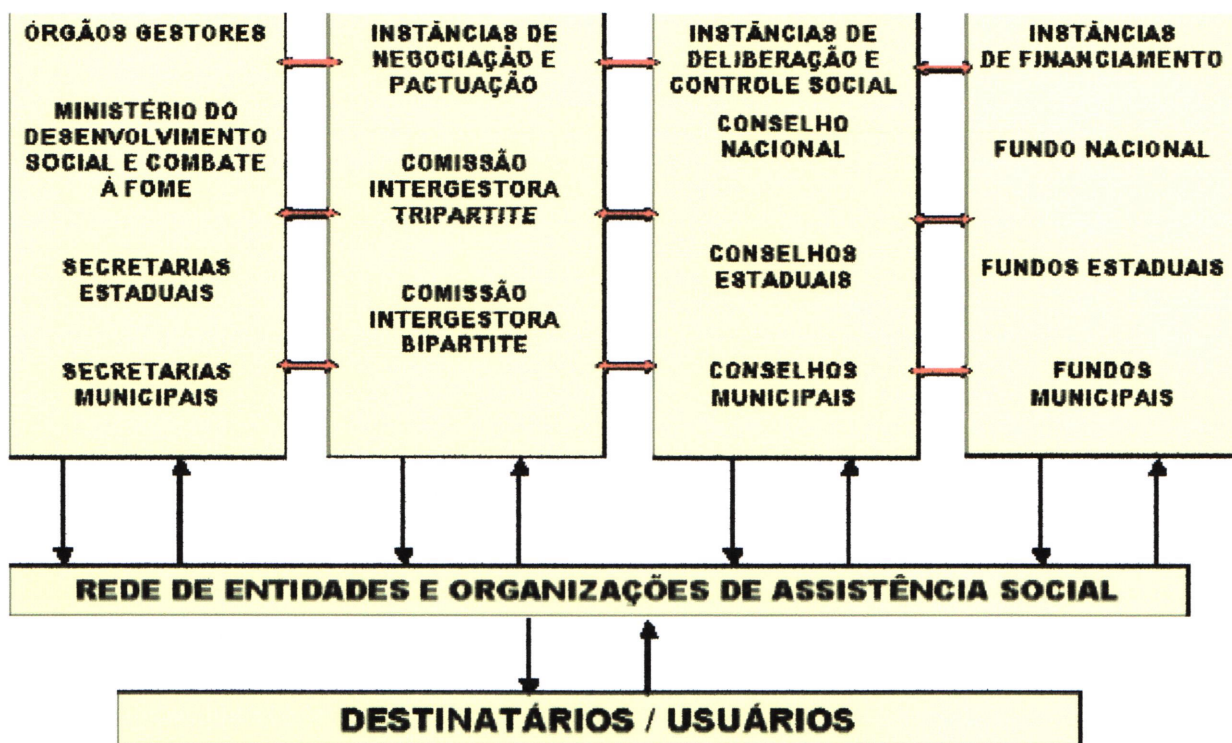 ÓRGÃOS GESTORES
MINISTÉRIO DO
DESENVOLVIMENTO
SOCIAL E COMBATE
À FOME
SECRETARIAS
ESTADUAIS
SECRETARIAS
MUNICIPAIS
INSTÂNCIAS DE
NEGOCIAÇÃO E
PACTUAÇÃO
COMISSÃO
INTERGESTORA
TRIPARTITE
COMISSÃO
INTERGESTORA
BIPARTITE
INSTÂNCIAS DE
DELIBERAÇÃO E
CONTROLE SOCIAL
CONSELHO
NACIONAL
CONSELHOS
ESTADUAIS
CONSELHOS
MUNICIPAIS
INSTÂNCIAS
DE FINANCIAMENTO
FUNDO NACIONAL
FUNDOS ESTADUAIS
FUNDOS
MUNICIPAIS
REDE DE ENTIDADES E ORGANIZAÇÕES DE ASSISTÊNCIA SOCIAL
DESTINATÁRIOS / USUÁRIOS